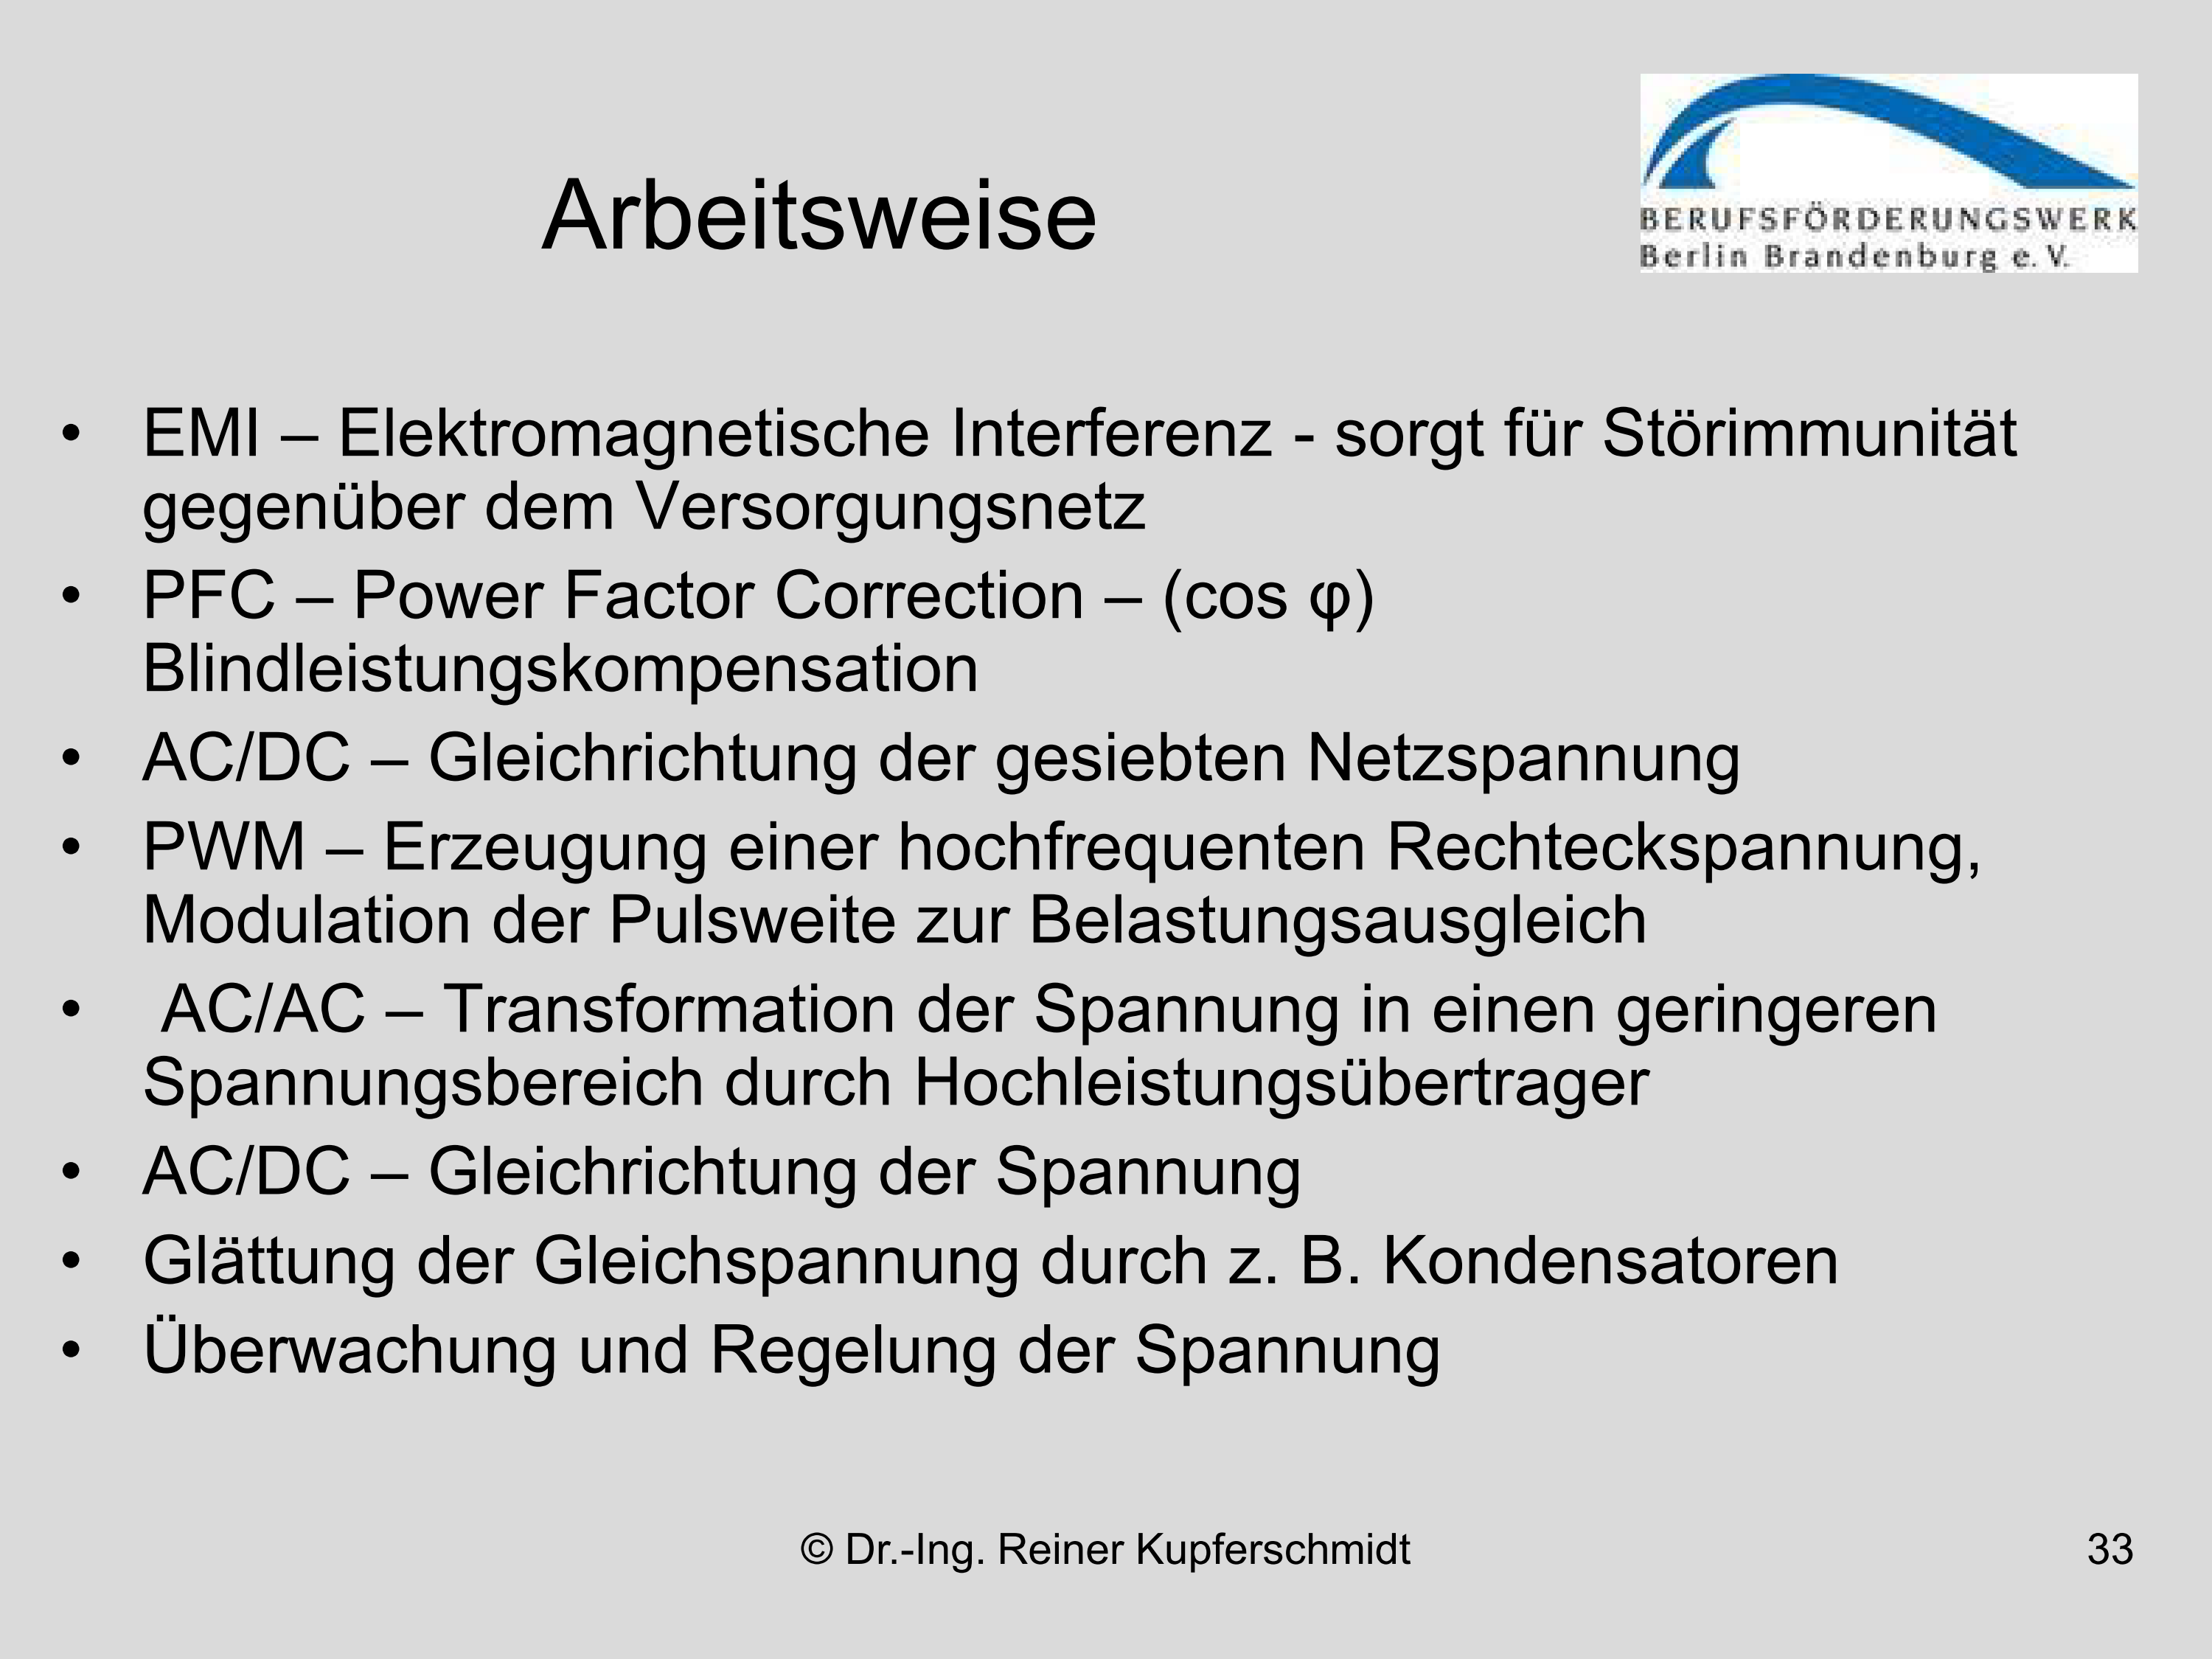 Arbeitsweise
BERUFSFÖRDERUNGSWERK
Berlin Brandenburg e. V.
• EMI – Elektromagnetische Interferenz - sorgt für Störimmunität
gegenüber dem Versorgungsnetz
• PFC – Power Factor Correction – (cos φ)
Blindleistungskompensation
• AC/DC – Gleichrichtung der gesiebten Netzspannung
• PWM – Erzeugung einer hochfrequenten Rechteckspannung,
Modulation der Pulsweite zur Belastungsausgleich
• AC/AC – Transformation der Spannung in einen geringeren
Spannungsbereich durch Hochleistungsübertrager
• AC/DC – Gleichrichtung der Spannung
• Glättung der Gleichspannung durch z. B. Kondensatoren
• Überwachung und Regelung der Spannung
© Dr.-Ing. Reiner Kupferschmidt
33